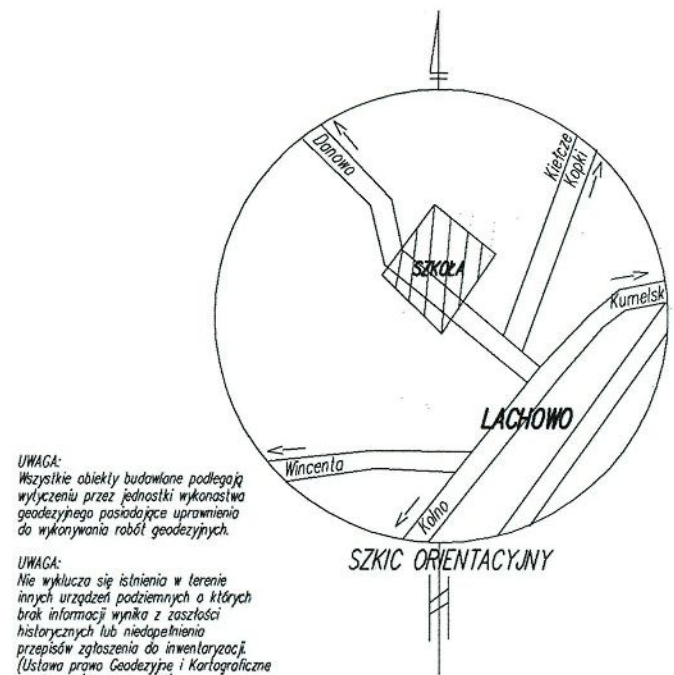 Danowo
Kiełcze
Kopki
SZKOŁA
Kumelsk
LACHOWO
Wincenta
Kolno
SZKIC ORIENTACYJNY
UWAGA:
Wszystkie obiekty budowlane podlegają
wytyczeniu przez jednostki wykonastwa
geodezyjnego posiadające uprawnienia
do wykonywania robót geodezyjnych.
UWAGA:
Nie wyklucza się istnienia w terenie
innych urządzeń podziemnych o których
brak informacji wynika z zaszłości
historycznych lub niedopełnienia
przepisów zgłoszenia do inwentaryzacji.
(Ustawa prawo Geodezyjne i Kartograficzne